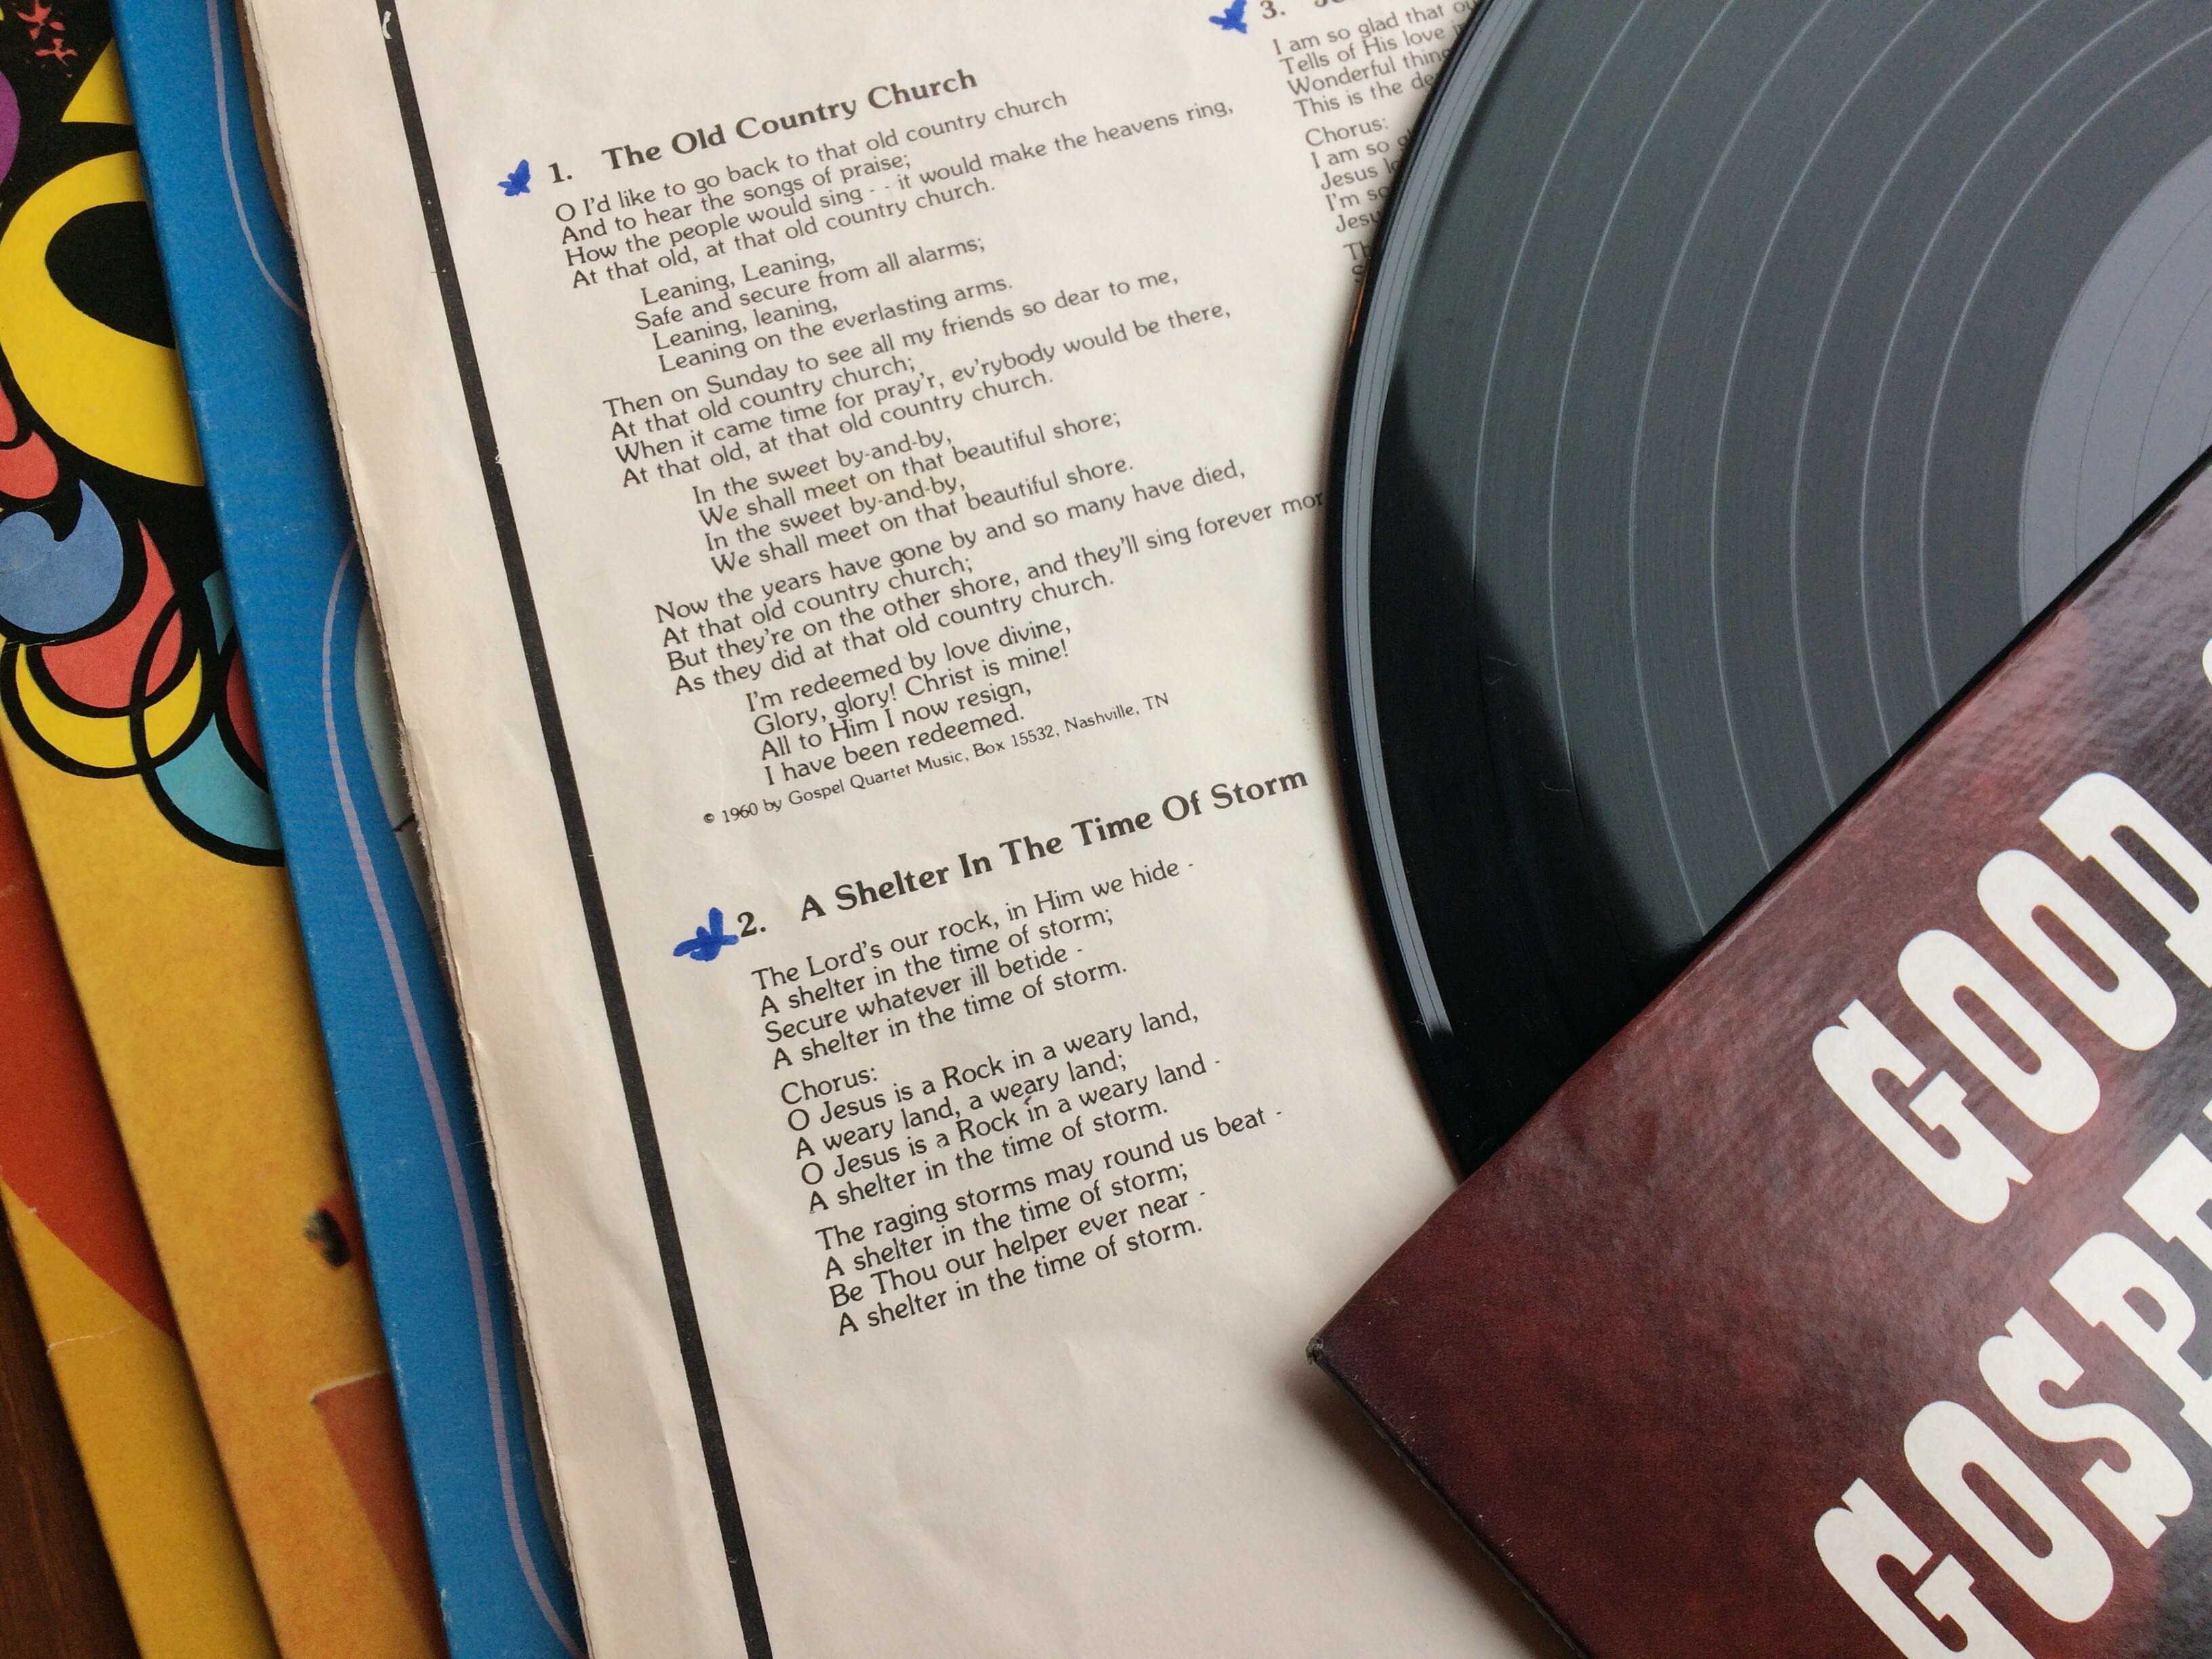 1. The Old Country Church
O I'd like to go back to that old country church
And to hear the songs of praise;
How the people would sing - - it would make the heavens ring,
At that old, at that old country church.
Leaning, Leaning,
Safe and secure from all alarms;
Leaning, leaning,
Leaning on the everlasting arms.
Then on Sunday to see all my friends so dear to me,
At that old country church;
When it came time for pray'r, ev'rybody would be there,
At that old, at that old country church.
In the sweet by-and-by,
We shall meet on that beautiful shore;
In the sweet by-and-by,
We shall meet on that beautiful shore.
Now the years have gone by and so many have died,
At that old country church;
But they're on the other shore, and they'll sing forever mor
As they did at that old country church.
I'm redeemed by love divine,
Glory, glory! Christ is mine!
All to Him I now resign,
I have been redeemed.
© 1960 by Gospel Quartet Music, Box 15532, Nashville, TN
2. A Shelter In The Time Of Storm
The Lord's our rock, in Him we hide -
A shelter in the time of storm;
Secure whatever ill betide -
A shelter in the time of storm.
Chorus:
O Jesus is a Rock in a weary land,
A weary land, a weary land;
O Jesus is a Rock in a weary land -
A shelter in the time of storm.
The raging storms may round us beat -
A shelter in the time of storm;
Be Thou our helper ever near -
A shelter in the time of storm.
3.
I am so glad that
Tells of His love
Wonderful thing
This is the
Chorus:
I am so
Jesus
I'm so
GOOD